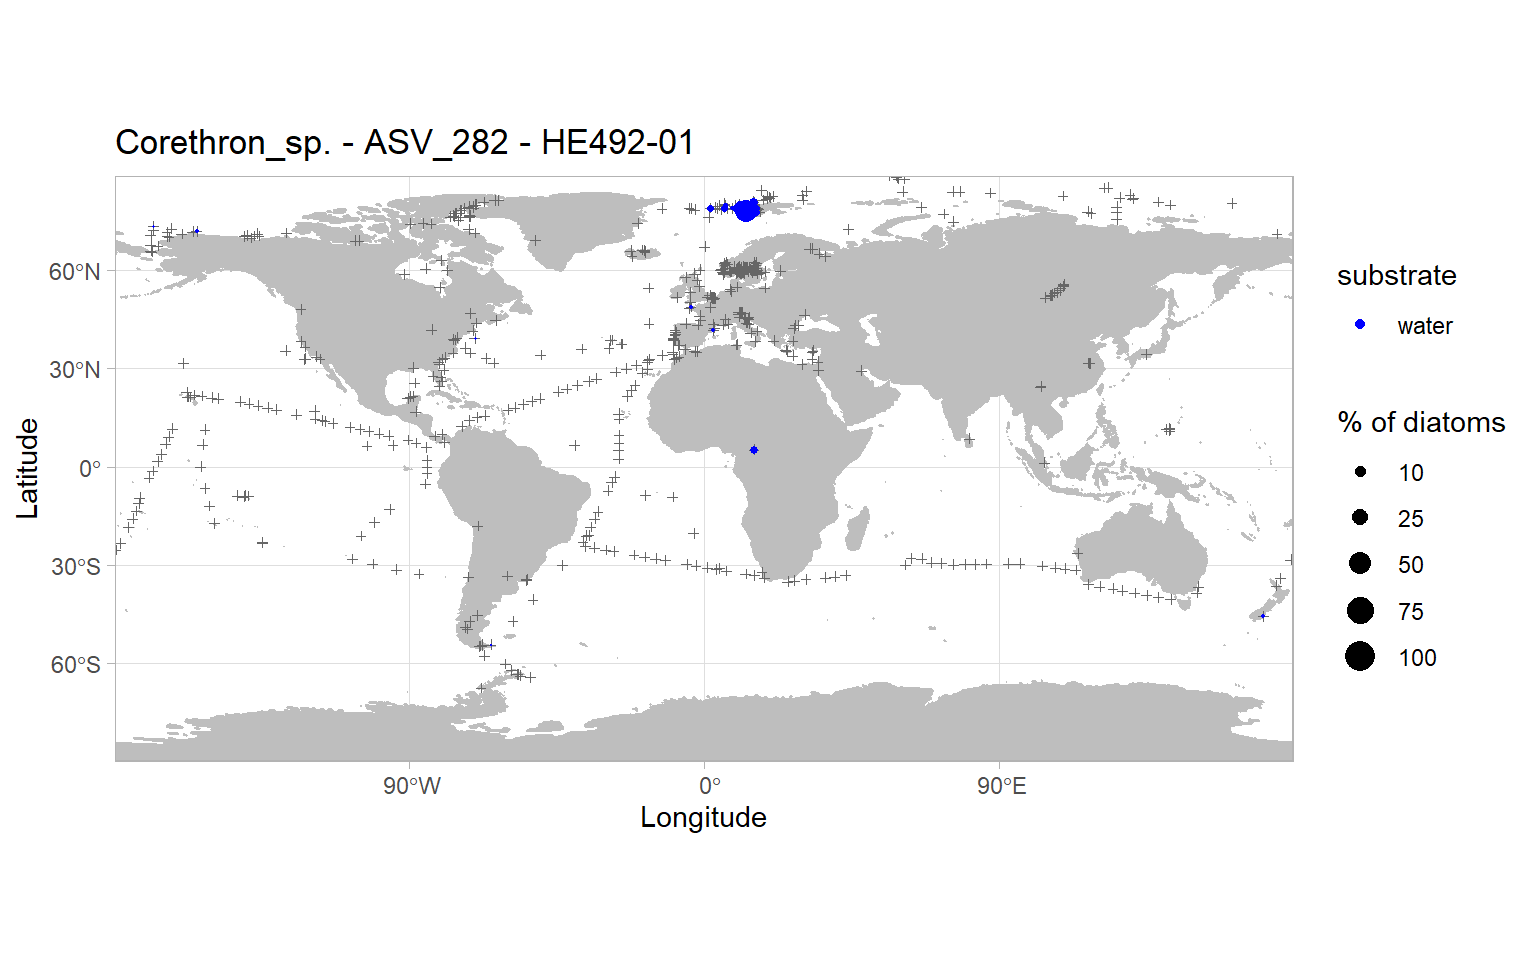 Corethron_sp. - ASV_282 - HE492-01
60°N
30°N
0°
30°S
60°S
Latitude
90°W
0°
90°E
Longitude
substrate
water
% of diatoms
10
25
50
75
100